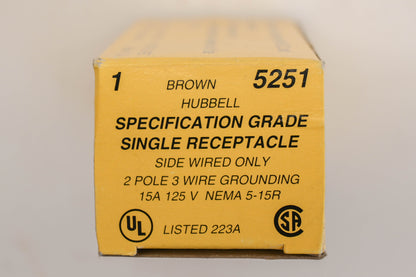 1 BROWN 5251
HUBBELL
SPECIFICATION GRADE
SINGLE RECEPTACLE
SIDE WIRED ONLY
2 POLE 3 WIRE GROUNDING
15A 125 V NEMA 5-15R
UL LISTED 223A SA